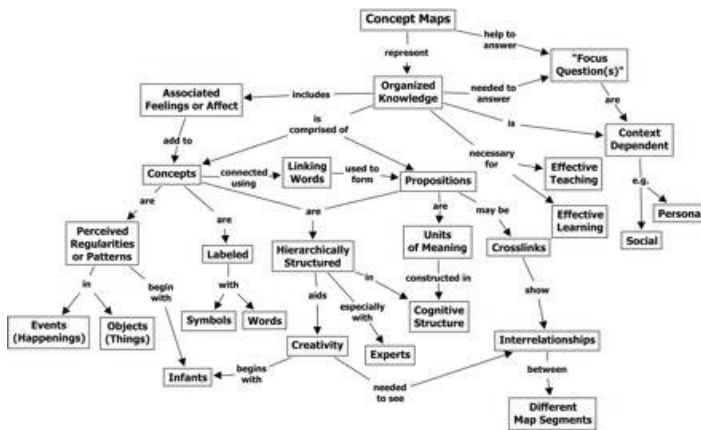 Concept Maps
help to
answer
represent
"Focus
Question(s)"
Associated
Feelings or Affect
includes
Organized
Knowledge
needed to
answer
are
is
comprised of
is
Context
Dependent
add to
necessary
for
Effective
Teaching
Concepts
connected
using
Linking
Words
used to
form
Propositions
e.g.
Effective
Learning
Social
Personal
are
are
are
are
may be
Perceived
Regularities
or Patterns
Labeled
Hierarchically
Structured
Units
of Meaning
Crosslinks
in
begin
with
with
in
constructed in
Events
(Happenings)
Objects
(Things)
Symbols
Words
aids
especially
with
Cognitive
Structure
show
Infants
begins
with
Creativity
Experts
Interrelationships
needed
to see
between
Different
Map Segments